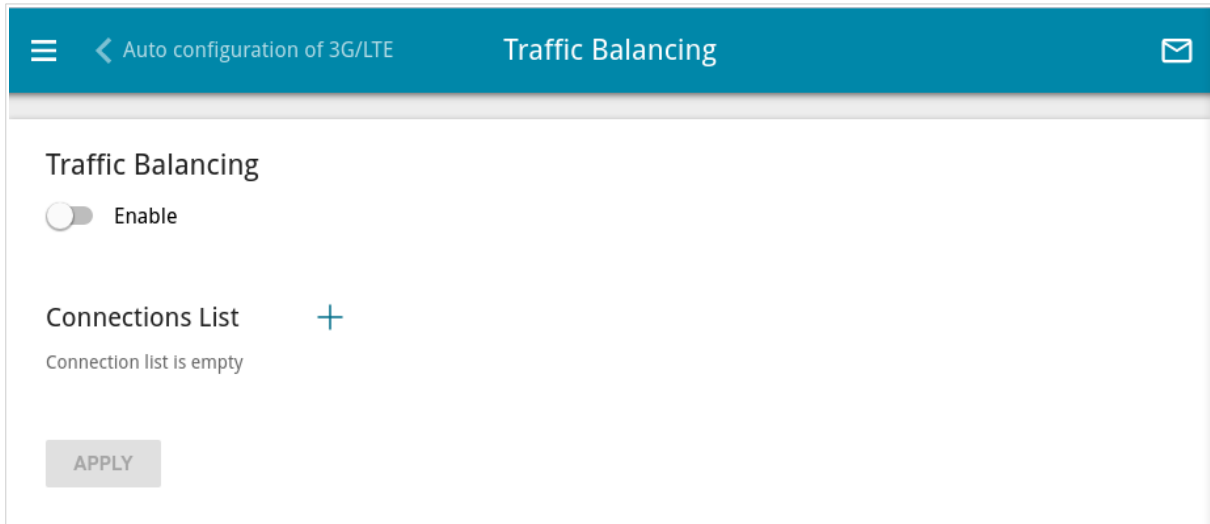 Auto configuration of 3G/LTE Traffic Balancing
Traffic Balancing
Enable
Connections List
Connection list is empty
APPLY